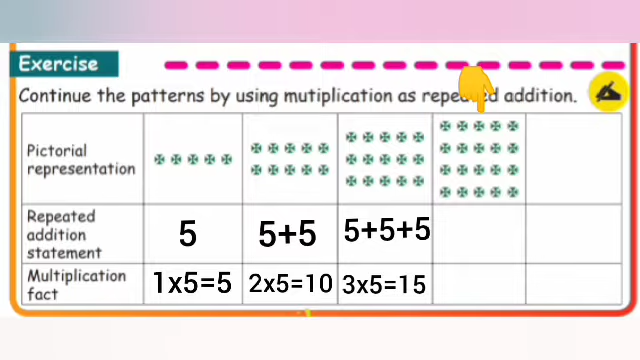 Exercise
Continue the patterns by using mutiplication as repeated addition.
Pictorial
representation
Repeated
addition
statement
5
5+5
5+5+5
Multiplication
fact
1x5=5
2x5=10
3x5=15